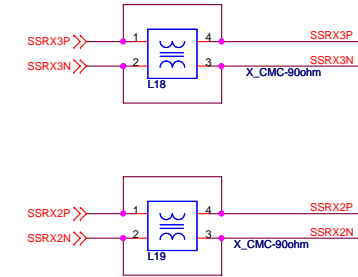 SSRX3P 1 4 SSRX3P
SSRX3N 2 3 SSRX3N
L18 X_CMC-90ohm
SSRX2P 1 4 SSRX2P
SSRX2N 2 3 SSRX2N
L19 X_CMC-90ohm